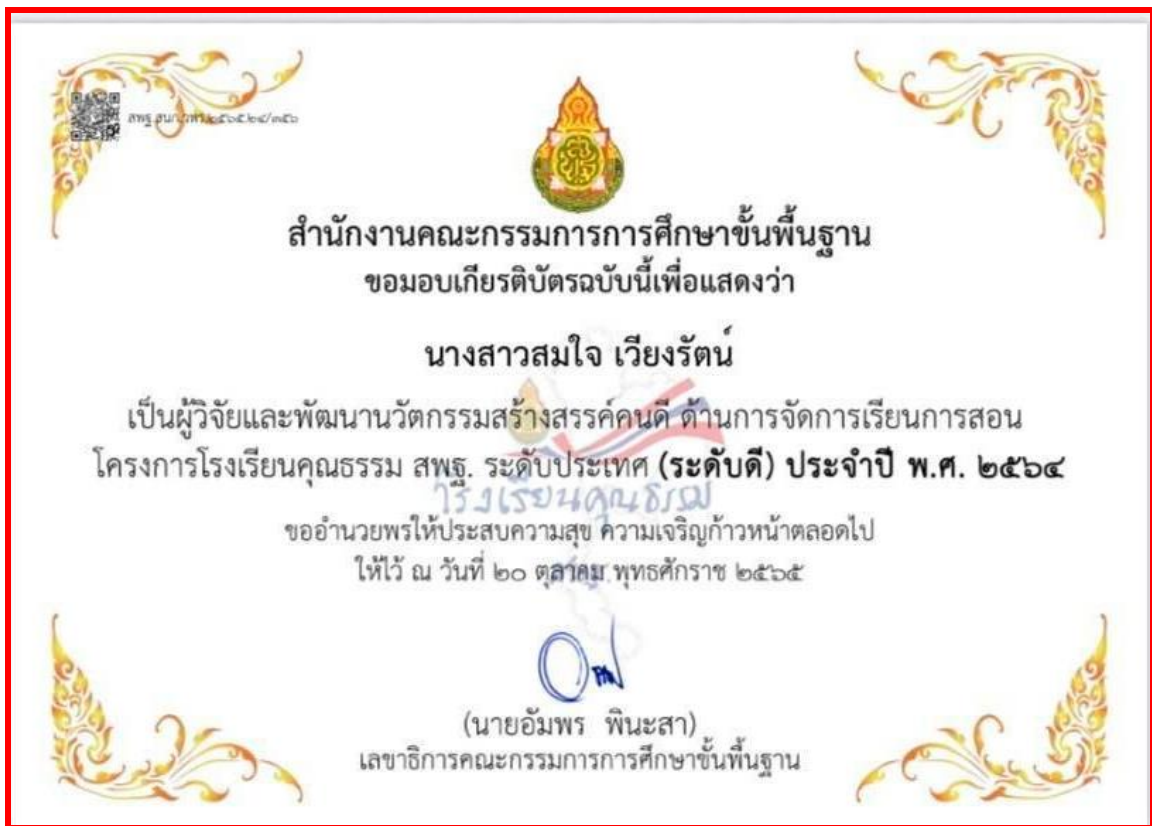 สำนักงานคณะกรรมการการศึกษาขั้นพื้นฐาน
ขอมอบเกียรติบัตรฉบับนี้เพื่อแสดงว่า
นางสาวสมใจ เวียงรัตน์
เป็นผู้วิจัยและพัฒนานวัตกรรมสร้างสรรค์คนดี ด้านการจัดการเรียนการสอน
โครงการโรงเรียนคุณธรรม สพฐ. ระดับประเทศ (ระดับดี) ประจำปี พ.ศ. ๒๕๖๔
โรงเรียนคุณธรรม
ขออำนวยพรให้ประสบความสุข ความเจริญก้าวหน้าตลอดไป
ให้ไว้ ณ วันที่ ๒๐ ตุลาคม พุทธศักราช ๒๕๖๕
(นายอัมพร พินะสา)
เลขาธิการคณะกรรมการการศึกษาขั้นพื้นฐาน